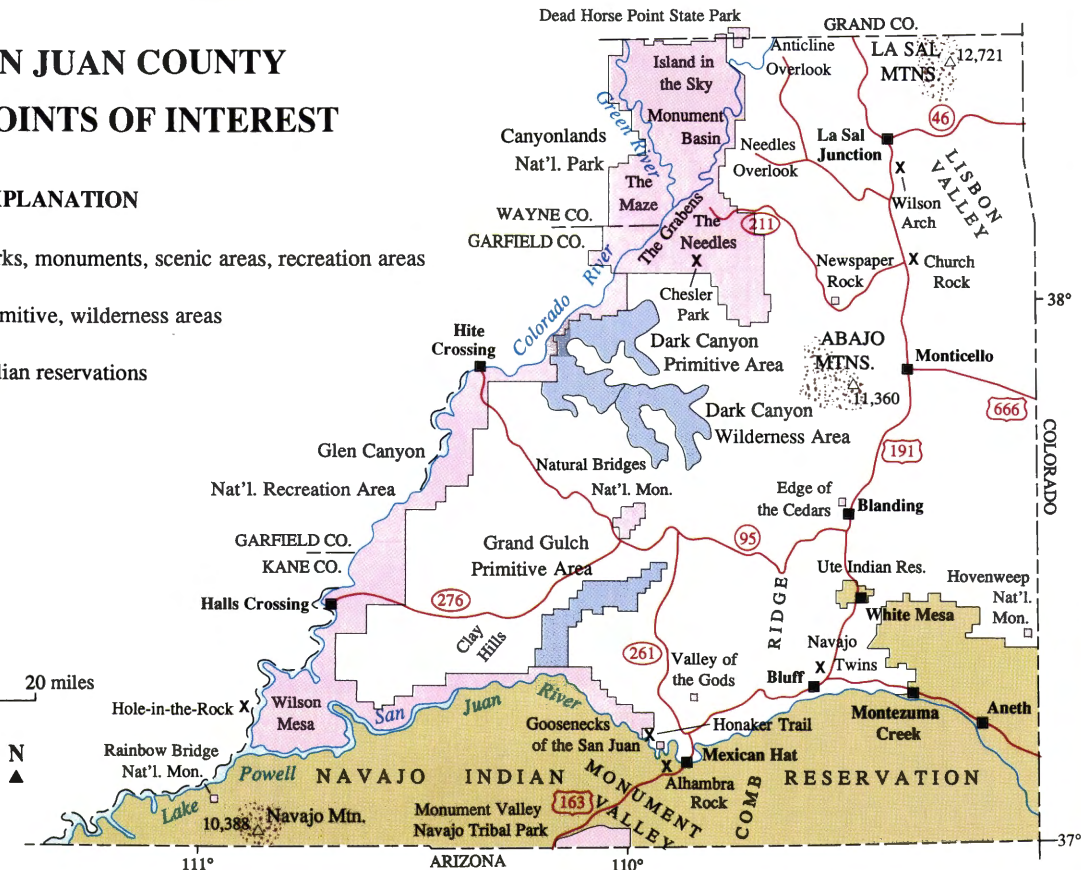 N JUAN COUNTY
OINTS OF INTEREST
PLANATION
ks, monuments, scenic areas, recreation areas
mitive, wilderness areas
lian reservations
20 miles
N
Dead Horse Point State Park
GRAND CO.
Anticline
Overlook
LA SAL
MTNS.
12,721
Island in
the Sky
Green River
Monument
Basin
Canyonlands
Nat'l. Park
Needles
Overlook
La Sal
Junction
46
LISBON
VALLEY
The
Maze
Wilson
Arch
WAYNE CO.
GARFIELD CO.
The Grabens
The
Needles
211
Newspaper
Rock
Church
Rock
Chesler
Park
38°
Colorado River
Hite
Crossing
Dark Canyon
Primitive Area
ABAJO
MTNS.
11,360
Monticello
666
Dark Canyon
Wilderness Area
191
COLORADO
Glen Canyon
Nat'l. Recreation Area
Natural Bridges
Nat'l. Mon.
Edge of
the Cedars
Blanding
GARFIELD CO.
KANE CO.
Grand Gulch
Primitive Area
95
Ute Indian Res.
Hovenweep
Nat'l.
Mon.
Halls Crossing
276
White Mesa
Clay
Hills
261
RIDGE
Navajo
Twins
Valley of
the Gods
Bluff
Hole-in-the-Rock
Wilson
Mesa
San Juan River
Montezuma
Creek
Aneth
Goosenecks
of the San Juan
Honaker Trail
Rainbow Bridge
Nat'l. Mon.
Mexican Hat
Lake Powell
NAVAJO INDIAN RESERVATION
MONUMENT
VALLEY
Alhambra
Rock
COMB
163
10,388
Navajo Mtn.
Monument Valley
Navajo Tribal Park
37°
111°
ARIZONA
110°